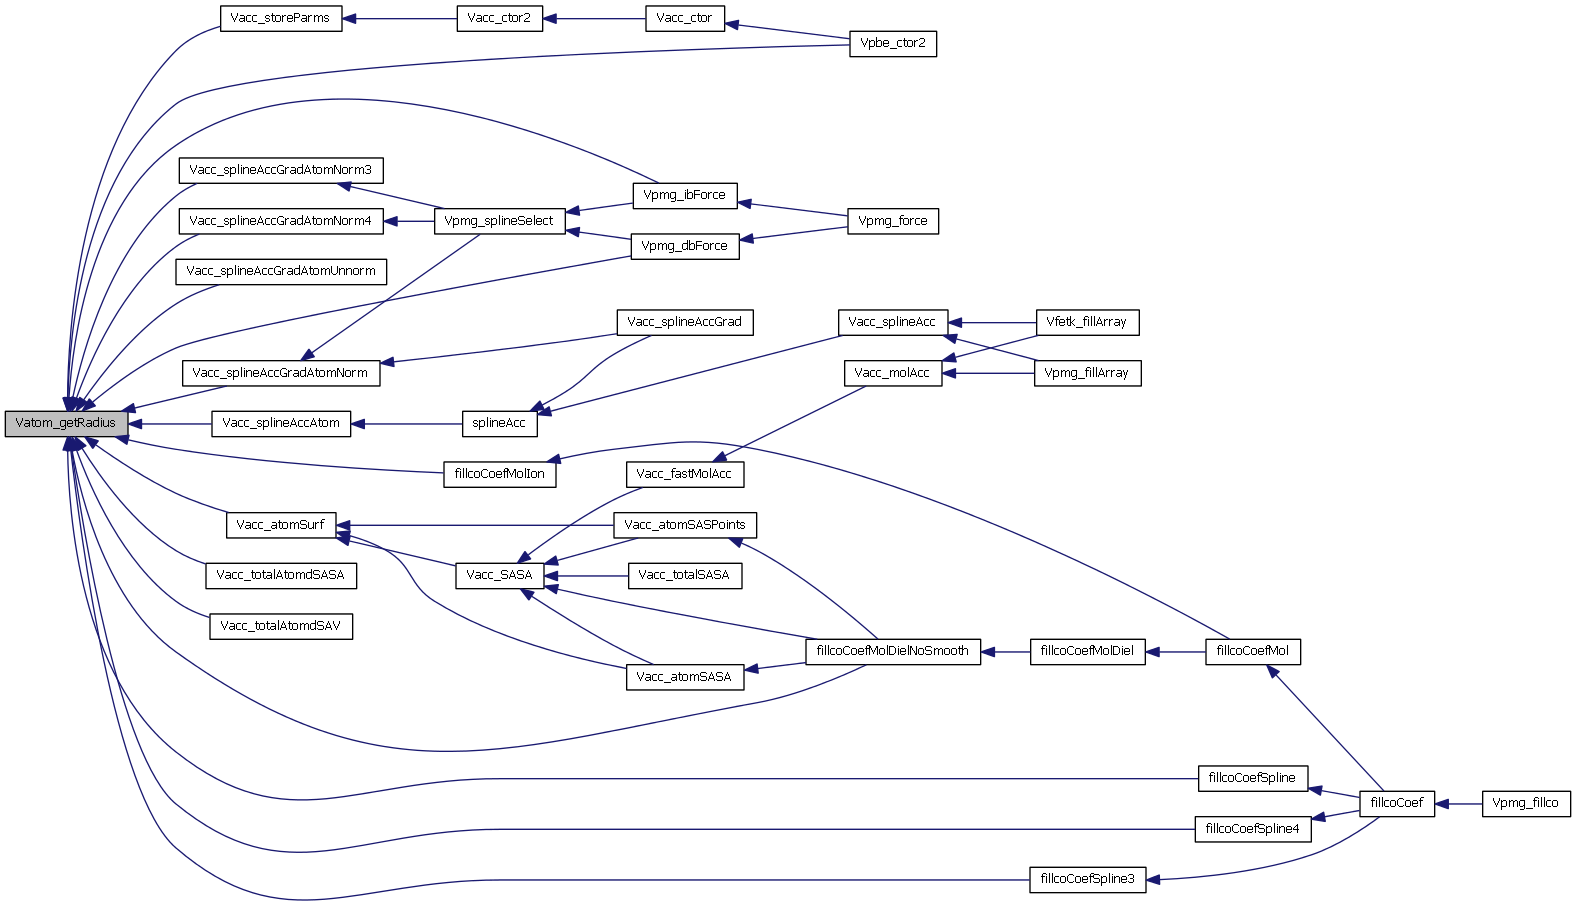 Vacc_storeParms
Vacc_ctor2
Vacc_ctor
Vpbe_ctor2
Vacc_splineAccGradAtomNorm3
Vpmg_ibForce
Vacc_splineAccGradAtomNorm4
Vpmg_splineSelect
Vpmg_force
Vpmg_dbForce
Vacc_splineAccGradAtomUnnorm
Vacc_splineAccGrad
Vacc_splineAcc
Vfetk_fillArray
Vacc_splineAccGradAtomNorm
Vacc_molAcc
Vpmg_fillArray
Vatom_getRadius
Vacc_splineAccAtom
splineAcc
fillcoCoefMolIon
Vacc_fastMolAcc
Vacc_atomSurf
Vacc_atomSASPoints
Vacc_totalAtomdSASA
Vacc_SASA
Vacc_totalSASA
Vacc_totalAtomdSAV
fillcoCoefMolDielNoSmooth
fillcoCoefMolDiel
fillcoCoefMol
Vacc_atomSASA
fillcoCoefSpline
fillcoCoef
Vpmg_fillco
fillcoCoefSpline4
fillcoCoefSpline3